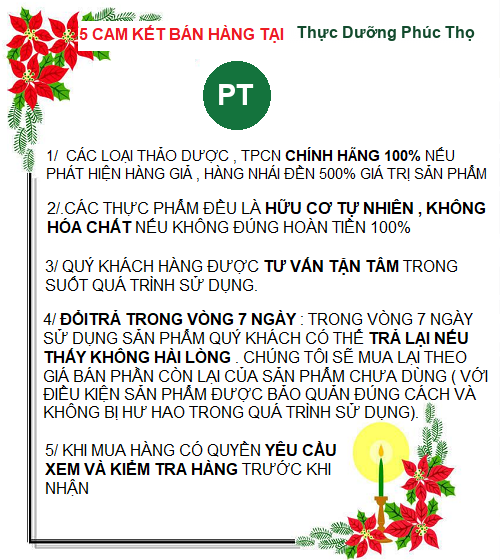 5 CAM KẾT BÁN HÀNG TẠI Thực Dưỡng Phúc Thọ
PT
1/ CÁC LOẠI THẢO DƯỢC , TPCN CHÍNH HÃNG 100% NẾU
PHÁT HIỆN HÀNG GIẢ , HÀNG NHÁI ĐỀN 500% GIÁ TRỊ SẢN PHẨM
2/.CÁC THỰC PHẨM ĐỀU LÀ HỮU CƠ TỰ NHIÊN , KHÔNG
HÓA CHẤT NẾU KHÔNG ĐÚNG HOÀN TIỀN 100%
3/ QUÝ KHÁCH HÀNG ĐƯỢC TƯ VẤN TẬN TÂM TRONG
SUỐT QUÁ TRÌNH SỬ DỤNG.
4/ ĐỔITRẢ TRONG VÒNG 7 NGÀY : TRONG VÒNG 7 NGÀY
SỬ DỤNG SẢN PHẨM QUÝ KHÁCH CÓ THỂ TRẢ LẠI NẾU
THẤY KHÔNG HÀI LÒNG . CHÚNG TÔI SẼ MUA LẠI THEO
GIÁ BÁN PHẦN CÒN LẠI CỦA SẢN PHẨM CHƯA DÙNG ( VỚI
ĐIỀU KIỆN SẢN PHẨM ĐƯỢC BẢO QUẢN ĐÚNG CÁCH VÀ
KHÔNG BỊ HƯ HAO TRONG QUÁ TRÌNH SỬ DỤNG).
5/ KHI MUA HÀNG CÓ QUYỀN YÊU CẦU
XEM VÀ KIỂM TRA HÀNG TRƯỚC KHI
NHẬN